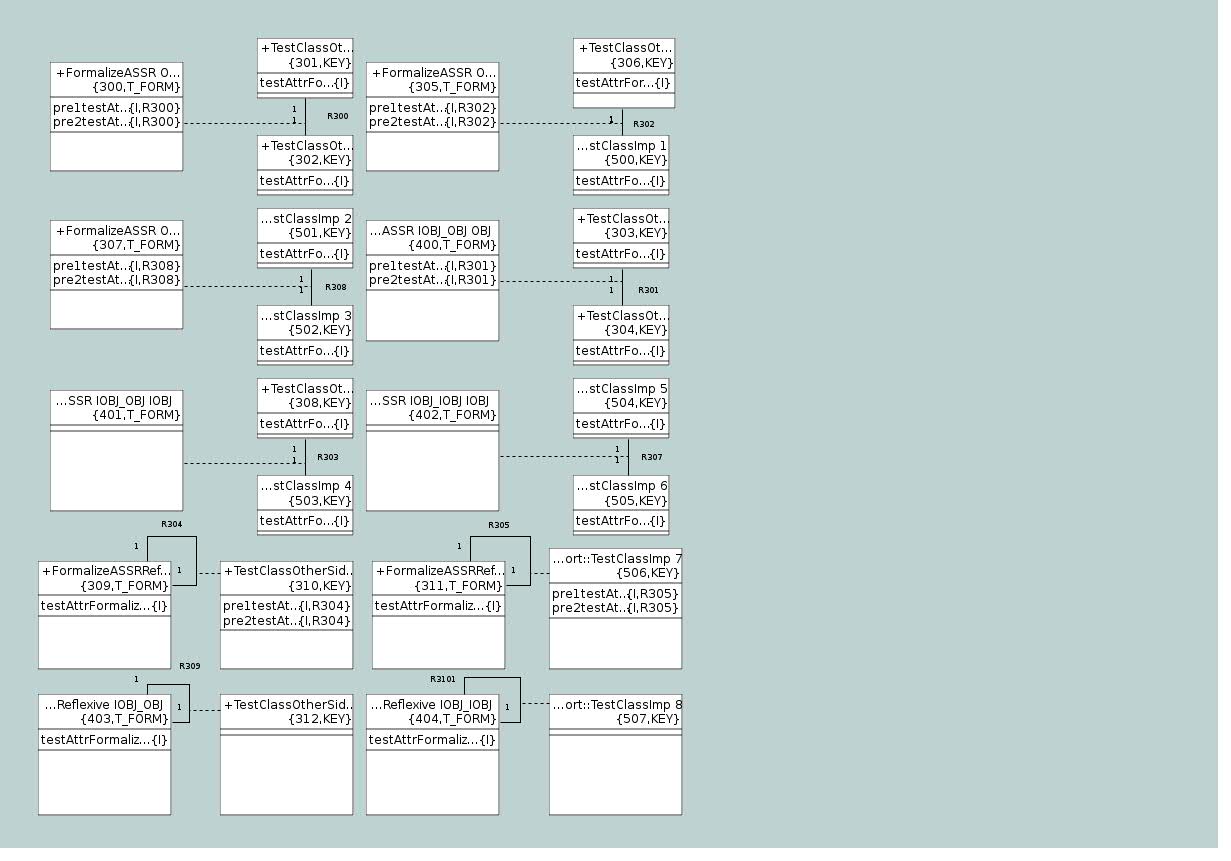 +FormalizeASSR O...
{300,T_FORM}
pre1testAt...{I,R300}
pre2testAt...{I,R300}
+TestClassOt...
{301,KEY}
testAttrFo...{I}
1
1
R300
+TestClassOt...
{302,KEY}
testAttrFo...{I}
+FormalizeASSR O...
{305,T_FORM}
pre1testAt...{I,R302}
pre2testAt...{I,R302}
+TestClassOt...
{306,KEY}
testAttrFor...{I}
1
R302
...stClassImp 1
{500,KEY}
testAttrFo...{I}
+FormalizeASSR O...
{307,T_FORM}
pre1testAt...{I,R308}
pre2testAt...{I,R308}
...stClassImp 2
{501,KEY}
testAttrFo...{I}
1
1
R308
...stClassImp 3
{502,KEY}
testAttrFo...{I}
...ASSR IOBJ_OBJ OBJ
{400,T_FORM}
pre1testAt...{I,R301}
pre2testAt...{I,R301}
+TestClassOt...
{303,KEY}
testAttrFo...{I}
1
1
R301
+TestClassOt...
{304,KEY}
testAttrFo...{I}
...SSR IOBJ_OBJ IOBJ
{401,T_FORM}
+TestClassOt...
{308,KEY}
testAttrFo...{I}
1
1
R303
...stClassImp 4
{503,KEY}
testAttrFo...{I}
...SSR IOBJ_IOBJ IOBJ
{402,T_FORM}
...stClassImp 5
{504,KEY}
testAttrFo...{I}
1
1
R307
...stClassImp 6
{505,KEY}
testAttrFo...{I}
R304
1
1
+FormalizeASSRRef...
{309,T_FORM}
testAttrFormaliz...{I}
+TestClassOtherSid...
{310,KEY}
pre1testAt...{I,R304}
pre2testAt...{I,R304}
R305
1
1
+FormalizeASSRRef...
{311,T_FORM}
testAttrFormaliz...{I}
...ort::TestClassImp 7
{506,KEY}
pre1testAt...{I,R305}
pre2testAt...{I,R305}
R309
1
1
...Reflexive IOBJ_OBJ
{403,T_FORM}
testAttrFormaliz...{I}
+TestClassOtherSid...
{312,KEY}
R3101
1
...Reflexive IOBJ_IOBJ
{404,T_FORM}
testAttrFormaliz...{I}
...ort::TestClassImp 8
{507,KEY}